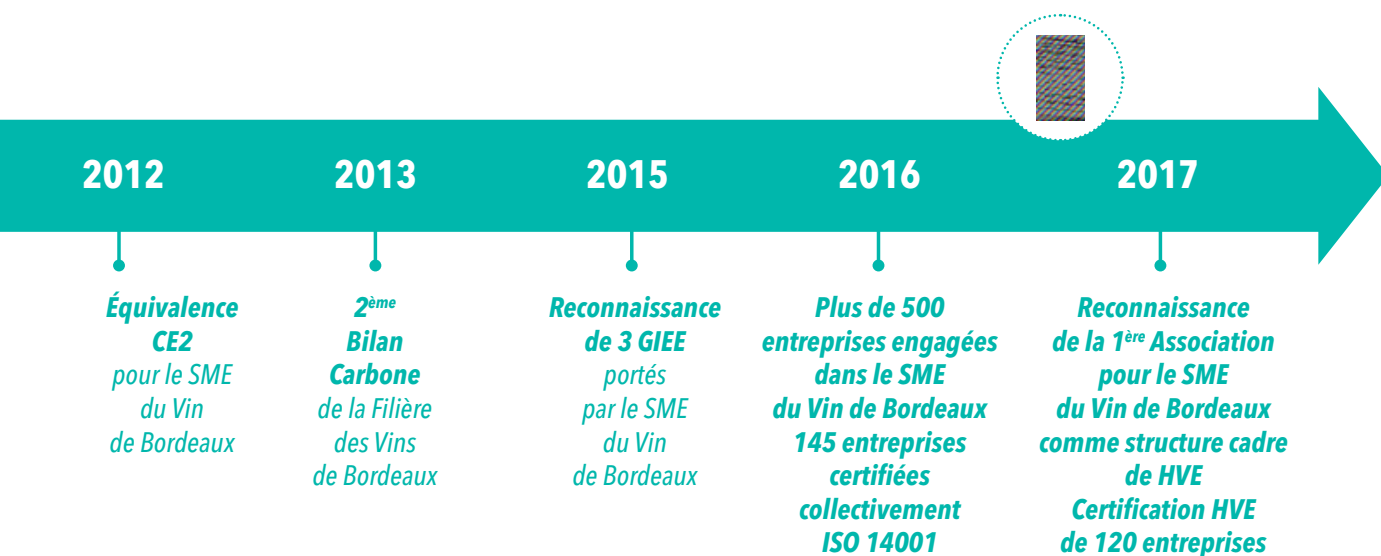 2012
2013
2015
2016
2017
Équivalence
CE2
pour le SME
du Vin
de Bordeaux
2ème
Bilan
Carbone
de la Filière
des Vins
de Bordeaux
Reconnaissance
de 3 GIEE
portés
par le SME
du Vin
de Bordeaux
Plus de 500
entreprises engagées
dans le SME
du Vin de Bordeaux
145 entreprises
certifiées
collectivement
ISO 14001
Reconnaissance
de la 1ère Association
pour le SME
du Vin de Bordeaux
comme structure cadre
de HVE
Certification HVE
de 120 entreprises